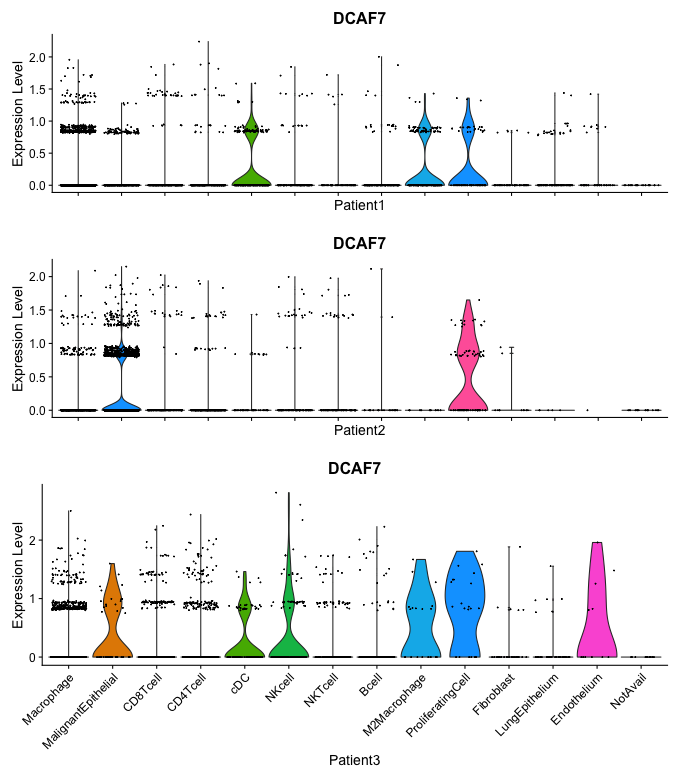 DCAF7
Expression Level
2.0
1.5
1.0
0.5
0.0
Patient1
DCAF7
Expression Level
2.0
1.5
1.0
0.5
0.0
Patient2
DCAF7
Expression Level
2
1
0
Macrophage
MalignantEpithelial
CD8Tcell
CD4Tcell
cDC
NKcell
NKTcell
Bcell
M2Macrophage
ProliferatingCell
Fibroblast
LungEpithelium
Endothelium
NotAvail
Patient3